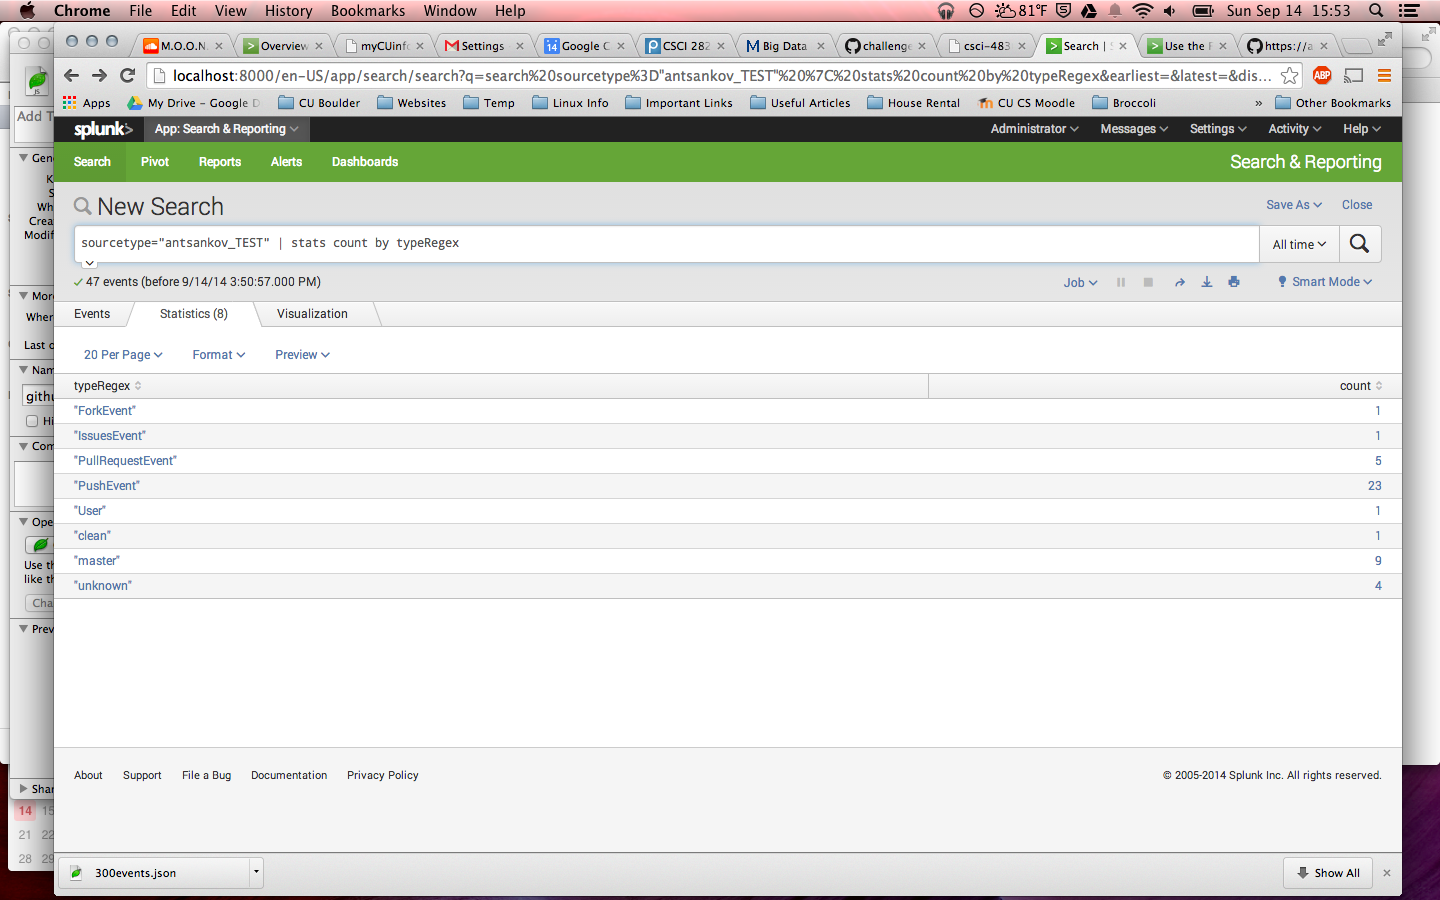 Chrome File Edit View History Bookmarks Window Help 81°F Sun Sep 14 15:53
M.O.O.N. Overview myCUinfo Settings Google C CSCI 282 Big Data challenge csci-483 Search | S Use the F https://a
localhost:8000/en-US/app/search/search?q=search%20sourcetype%3D"antsankov_TEST"%20%7C%20stats%20count%20by%20typeRegex&earliest=&latest=&dis...
ABP
Apps My Drive – Google D CU Boulder Websites Temp Linux Info Important Links Useful Articles House Rental CU CS Moodle Broccoli » Other Bookmarks
splunk> App: Search & Reporting Administrator Messages Settings Activity Help
Search Pivot Reports Alerts Dashboards Search & Reporting
New Search Save As Close
sourcetype="antsankov_TEST" | stats count by typeRegex All time
47 events (before 9/14/14 3:50:57.000 PM) Job Smart Mode
Events Statistics (8) Visualization
20 Per Page Format Preview
typeRegex count
"ForkEvent" 1
"IssuesEvent" 1
"PullRequestEvent" 5
"PushEvent" 23
"User" 1
"clean" 1
"master" 9
"unknown" 4
About Support File a Bug Documentation Privacy Policy © 2005-2014 Splunk Inc. All rights reserved.
300events.json Show All
JS
Add T
Gene
K
S
Wh
Crea
Modif
Mor
Wher
Last o
Nam
githu
Hi
Com
Ope
Use th
like th
Cha
Prev
Shar
14 15
21 22
28 29